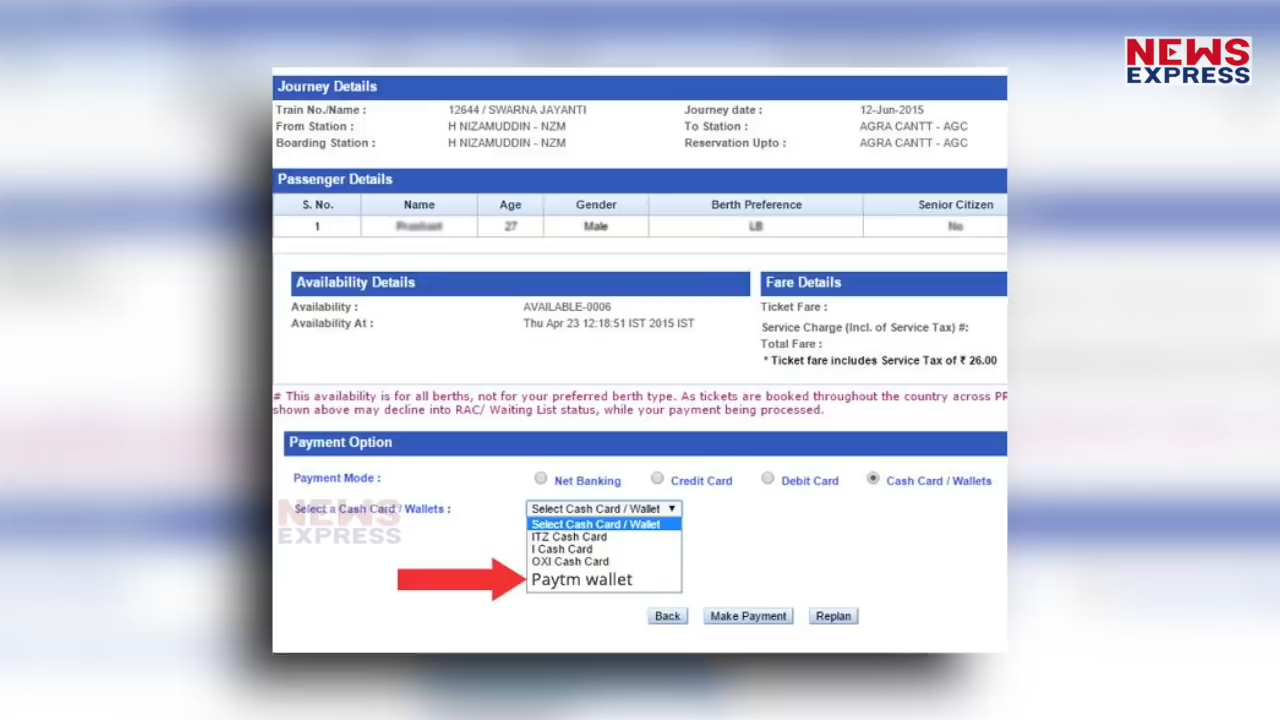 NEWS
EXPRESS
Journey Details
Train No./Name : 12644 / SWARNA JAYANTI Journey date : 12-Jun-2015
From Station : H NIZAMUDDIN - NZM To Station : AGRA CANTT - AGC
Boarding Station : H NIZAMUDDIN - NZM Reservation Upto : AGRA CANTT - AGC
Passenger Details
S. No. Name Age Gender Berth Preference Senior Citizen
1 27 Male LB No
Availability Details
Availability : AVAILABLE-0006
Availability At : Thu Apr 23 12:18:51 IST 2015 IST
Fare Details
Ticket Fare :
Service Charge (Incl. of Service Tax) #:
Total Fare :
* Ticket fare includes Service Tax of ₹ 26.00
# This availability is for all berths, not for your preferred berth type. As tickets are booked throughout the country across
shown above may decline into RAC/ Waiting List status, while your payment being processed.
Payment Option
Payment Mode : Net Banking Credit Card Debit Card Cash Card / Wallets
Select a Cash Card / Wallets : Select Cash Card / Wallet
Select Cash Card / Wallet
ITZ Cash Card
I Cash Card
OXI Cash Card
Paytm wallet
NEWS
EXPRESS
Back Make Payment Replan